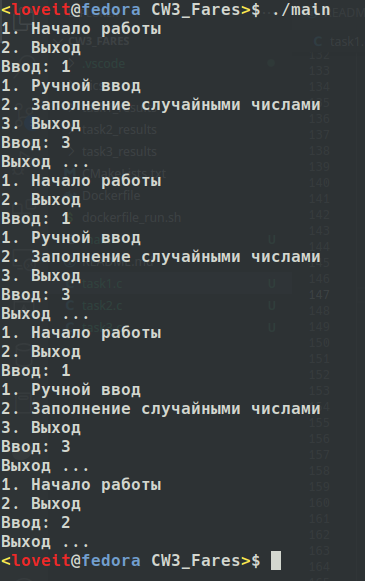 <loveit@fedora CW3_Fares>$ ./main
1. Начало работы
2. Выход
Ввод: 1
1. Ручной ввод
2. Заполнение случайными числами
3. Выход
Ввод: 3
Выход ...
1. Начало работы
2. Выход
Ввод: 1
1. Ручной ввод
2. Заполнение случайными числами
3. Выход
Ввод: 3
Выход ...
1. Начало работы
2. Выход
Ввод: 1
1. Ручной ввод
2. Заполнение случайными числами
3. Выход
Ввод: 3
Выход ...
1. Начало работы
2. Выход
Ввод: 2
Выход ...
<loveit@fedora CW3_Fares>$